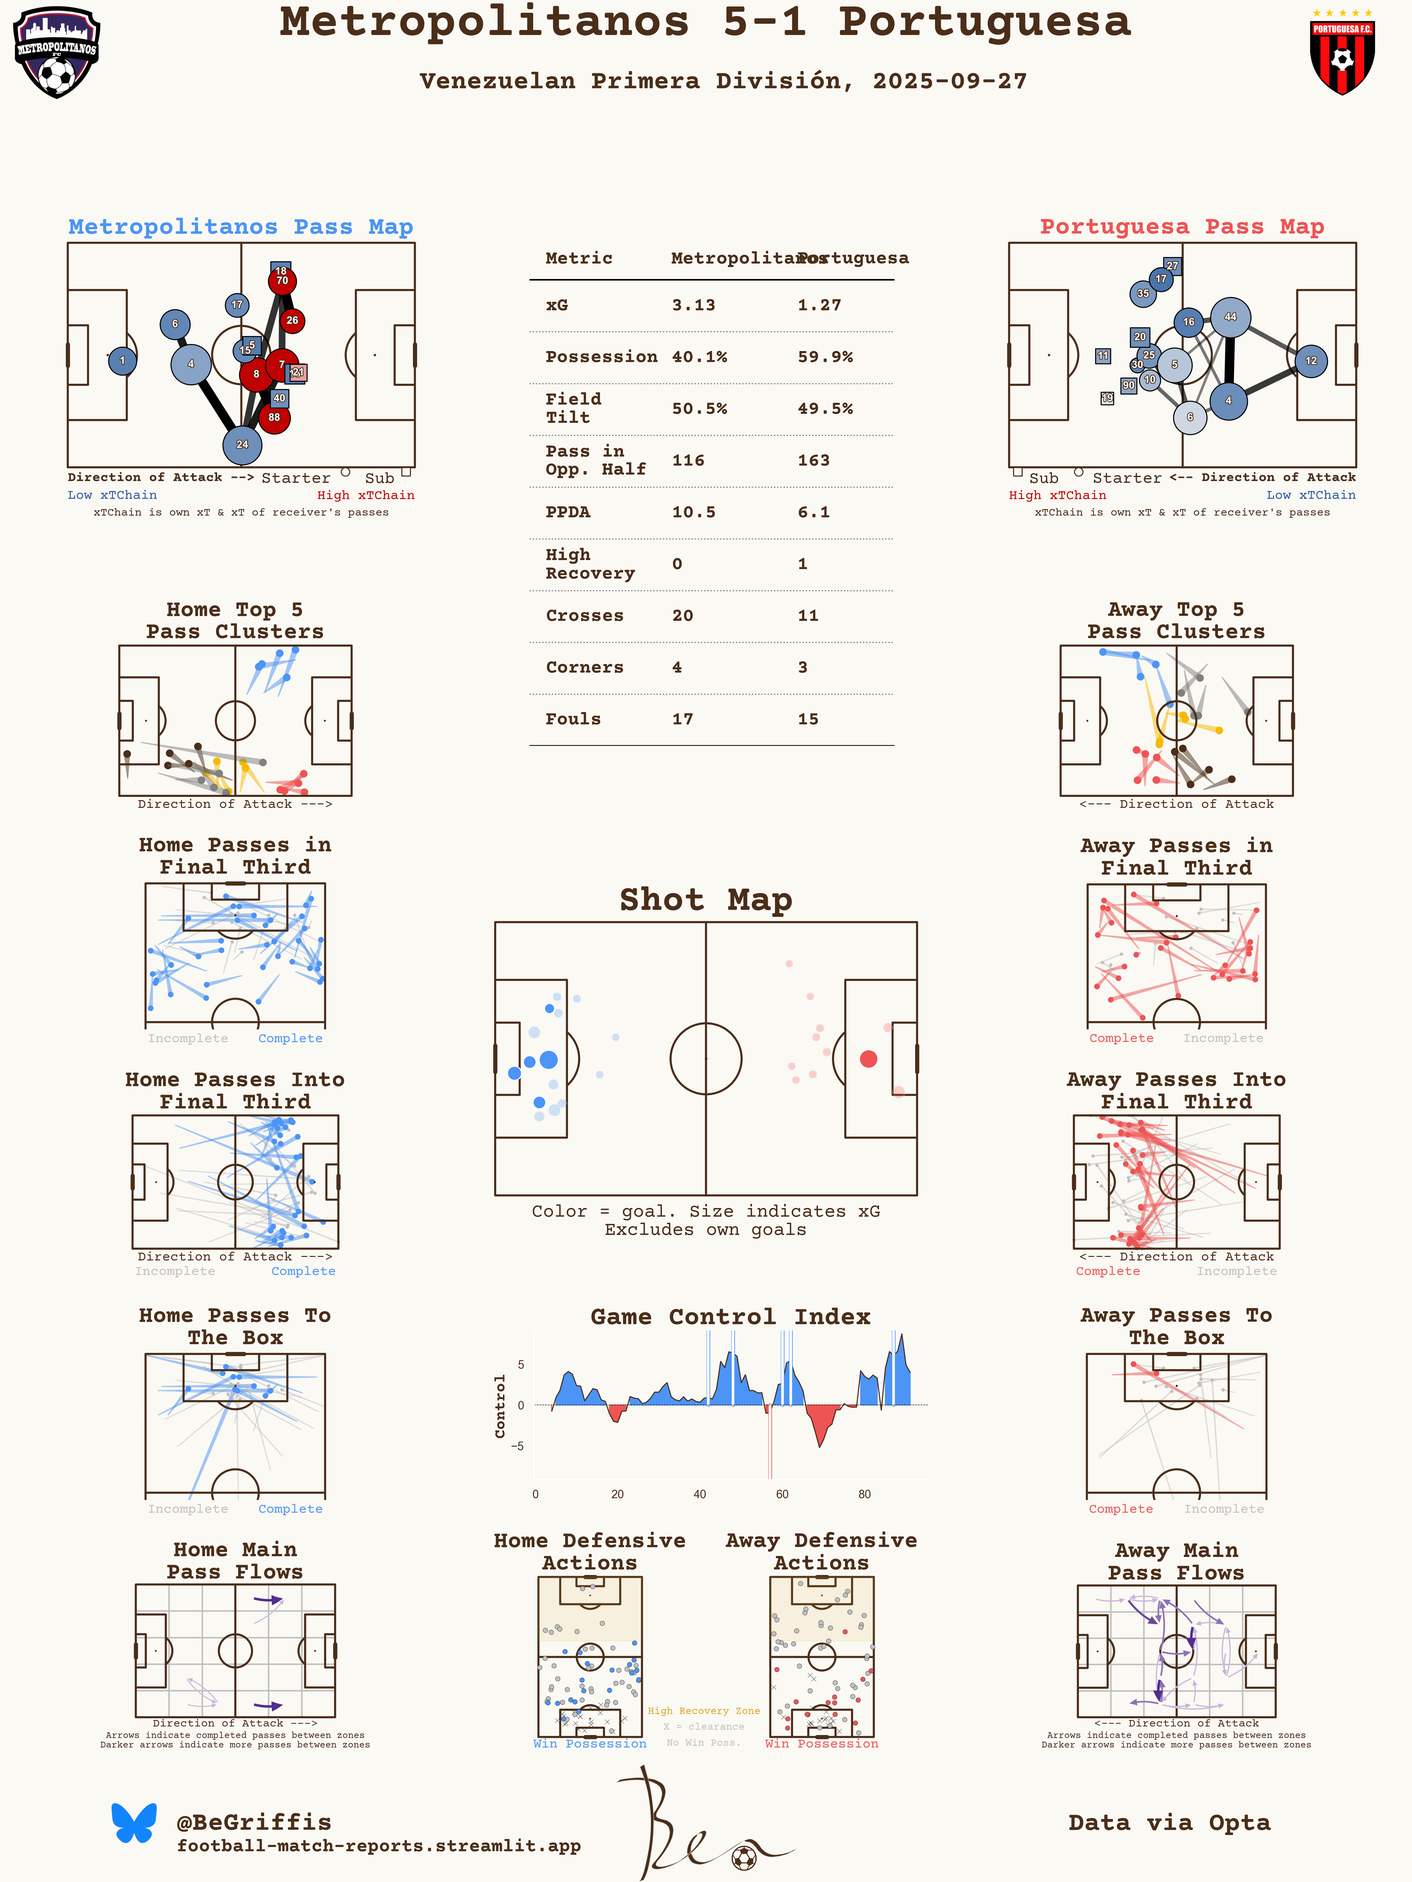 Metropolitanos 5-1 Portuguesa
Venezuelan Primera División, 2025-09-27
METROPOLITANOS
FC
PORTUGUESA F.C.
Metropolitanos Pass Map
1
6
4
17
15
5
18
70
26
7
8
21
40
88
24
Direction of Attack --> Starter Sub
Low xTChain High xTChain
xTChain is own xT & xT of receiver's passes
Metric Metropolitanos Portuguesa
xG 3.13 1.27
Possession 40.1% 59.9%
Field Tilt 50.5% 49.5%
Pass in Opp. Half 116 163
PPDA 10.5 6.1
High Recovery 0 1
Crosses 20 11
Corners 4 3
Fouls 17 15
Portuguesa Pass Map
27
17
35
16
44
20
11
25
30
5
12
10
90
19
6
4
Sub Starter <-- Direction of Attack
High xTChain Low xTChain
xTChain is own xT & xT of receiver's passes
Home Top 5
Pass Clusters
Direction of Attack --->
Away Top 5
Pass Clusters
<--- Direction of Attack
Home Passes in
Final Third
Incomplete Complete
Away Passes in
Final Third
Complete Incomplete
Shot Map
Color = goal. Size indicates xG
Excludes own goals
Home Passes Into
Final Third
Direction of Attack --->
Incomplete Complete
Away Passes Into
Final Third
<--- Direction of Attack
Complete Incomplete
Home Passes To
The Box
Incomplete Complete
Game Control Index
Control
5
0
−5
0 20 40 60 80
Away Passes To
The Box
Complete Incomplete
Home Main
Pass Flows
Direction of Attack --->
Arrows indicate completed passes between zones
Darker arrows indicate more passes between zones
Home Defensive
Actions
Win Possession
Away Defensive
Actions
Win Possession
High Recovery Zone
X = clearance
No Win Poss.
Away Main
Pass Flows
<--- Direction of Attack
Arrows indicate completed passes between zones
Darker arrows indicate more passes between zones
@BeGriffis
football-match-reports.streamlit.app
Ben
Data via Opta